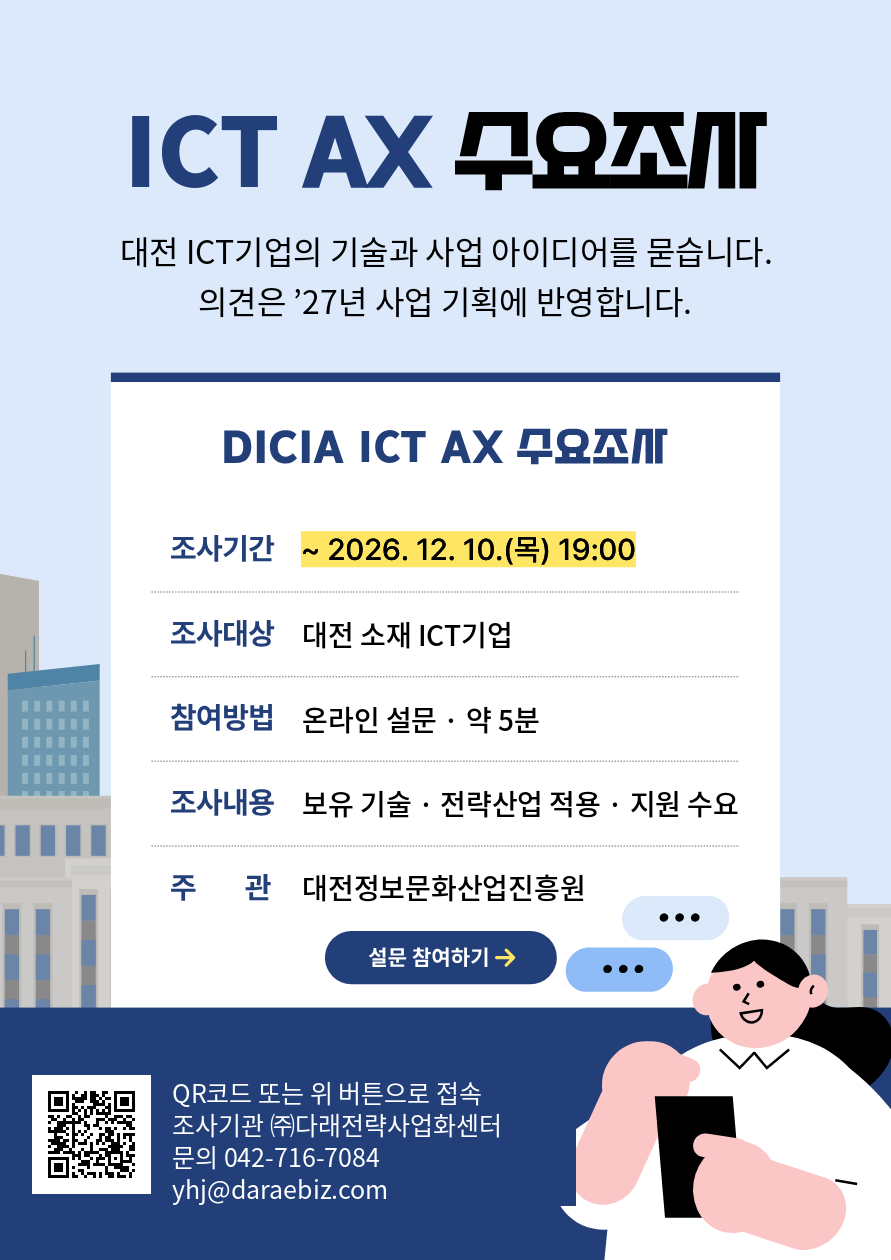 ICT AX 수요조사
대전 ICT기업의 기술과 사업 아이디어를 묻습니다.
의견은 ’27년 사업 기획에 반영합니다.
DICIA ICT AX 수요조사
조사기간 ~ 2026. 12. 10.(목) 19:00
조사대상 대전 소재 ICT기업
참여방법 온라인 설문 · 약 5분
조사내용 보유 기술 · 전략산업 적용 · 지원 수요
주 관 대전정보문화산업진흥원
설문 참여하기 →
QR코드 또는 위 버튼으로 접속
조사기관 ㈜다래전략사업화센터
문의 042-716-7084
yhj@daraebiz.com